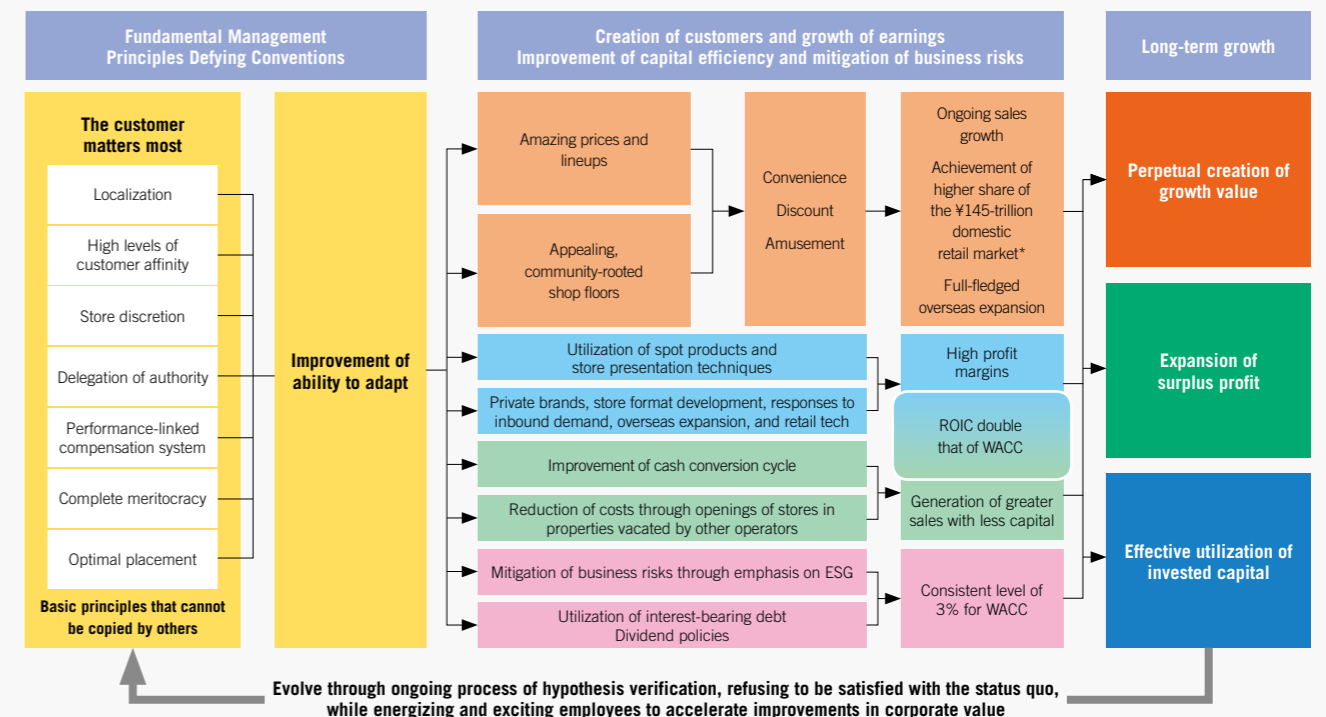 Fundamental Management
Principles Defying Conventions
Creation of customers and growth of earnings
Improvement of capital efficiency and mitigation of business risks
Long-term growth
The customer
matters most
Localization
High levels of
customer affinity
Store discretion
Delegation of authority
Performance-linked
compensation system
Complete meritocracy
Optimal placement
Basic principles that cannot
be copied by others
Improvement of
ability to adapt
Amazing prices and
lineups
Appealing,
community-rooted
shop floors
Convenience
Discount
Amusement
Ongoing sales
growth
Achievement of
higher share of
the ¥145-trillion
domestic
retail market*
Full-fledged
overseas expansion
Utilization of spot products and
store presentation techniques
Private brands, store format development, responses to
inbound demand, overseas expansion, and retail tech
High profit
margins
ROIC double
that of WACC
Improvement of cash conversion cycle
Reduction of costs through openings of stores in
properties vacated by other operators
Generation of greater
sales with less capital
Mitigation of business risks through emphasis on ESG
Utilization of interest-bearing debt
Dividend policies
Consistent level of
3% for WACC
Perpetual creation of
growth value
Expansion of
surplus profit
Effective utilization of
invested capital
Evolve through ongoing process of hypothesis verification, refusing to be satisfied with the status quo,
while energizing and exciting employees to accelerate improvements in corporate value